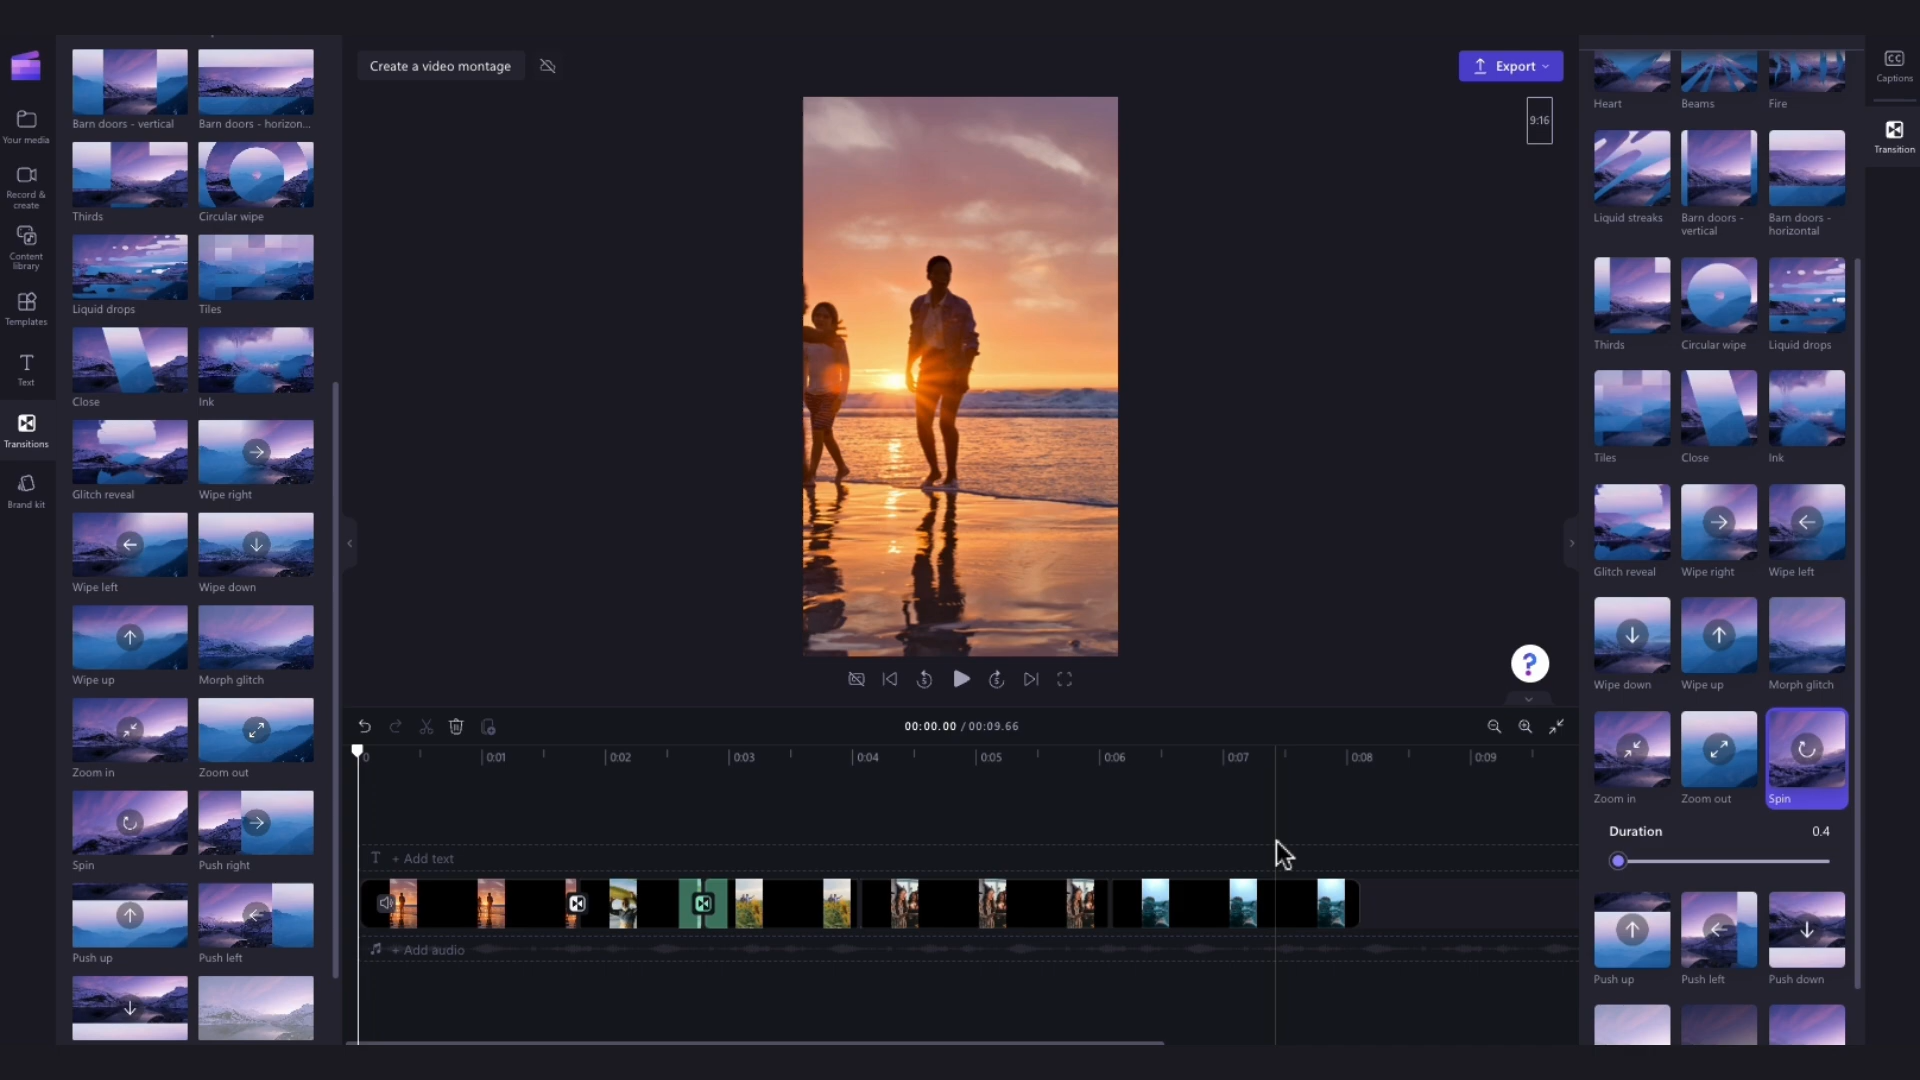 Create a video montage
Export
9:16
Your media
Record &
create
Content
library
Templates
Text
Transitions
Brand kit
Barn doors - vertical
Barn doors - horizon...
Thirds
Circular wipe
Liquid drops
Tiles
Close
Ink
Glitch reveal
Wipe right
Wipe left
Wipe down
Wipe up
Morph glitch
Zoom in
Zoom out
Spin
Push right
Push up
Push left
00:00.00 / 00:09.66
0
0:01
0:02
0:03
0:04
0:05
0:06
0:07
0:08
0:09
T + Add text
+ Add audio
?
Heart
Beams
Fire
Liquid streaks
Barn doors -
vertical
Barn doors -
horizontal
Thirds
Circular wipe
Liquid drops
Tiles
Close
Ink
Glitch reveal
Wipe right
Wipe left
Wipe down
Wipe up
Morph glitch
Zoom in
Zoom out
Spin
Duration 0.4
Push up
Push left
Push down
CC
Captions
Transition